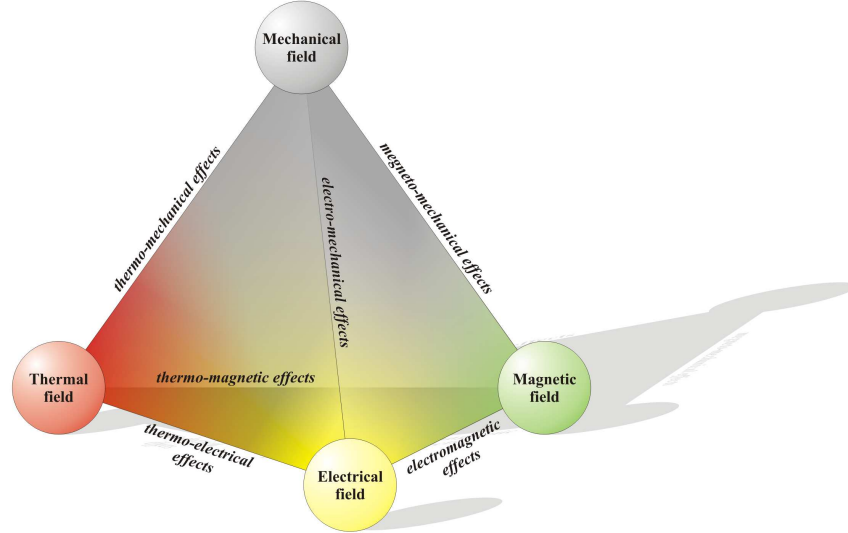 Mechanical
field
thermo-mechanical effects
electro-mechanical effects
megneto-mechanical effects
Thermal
field
thermo-magnetic effects
Magnetic
field
thermo-electrical
effects
electromagnetic
effects
Electrical
field